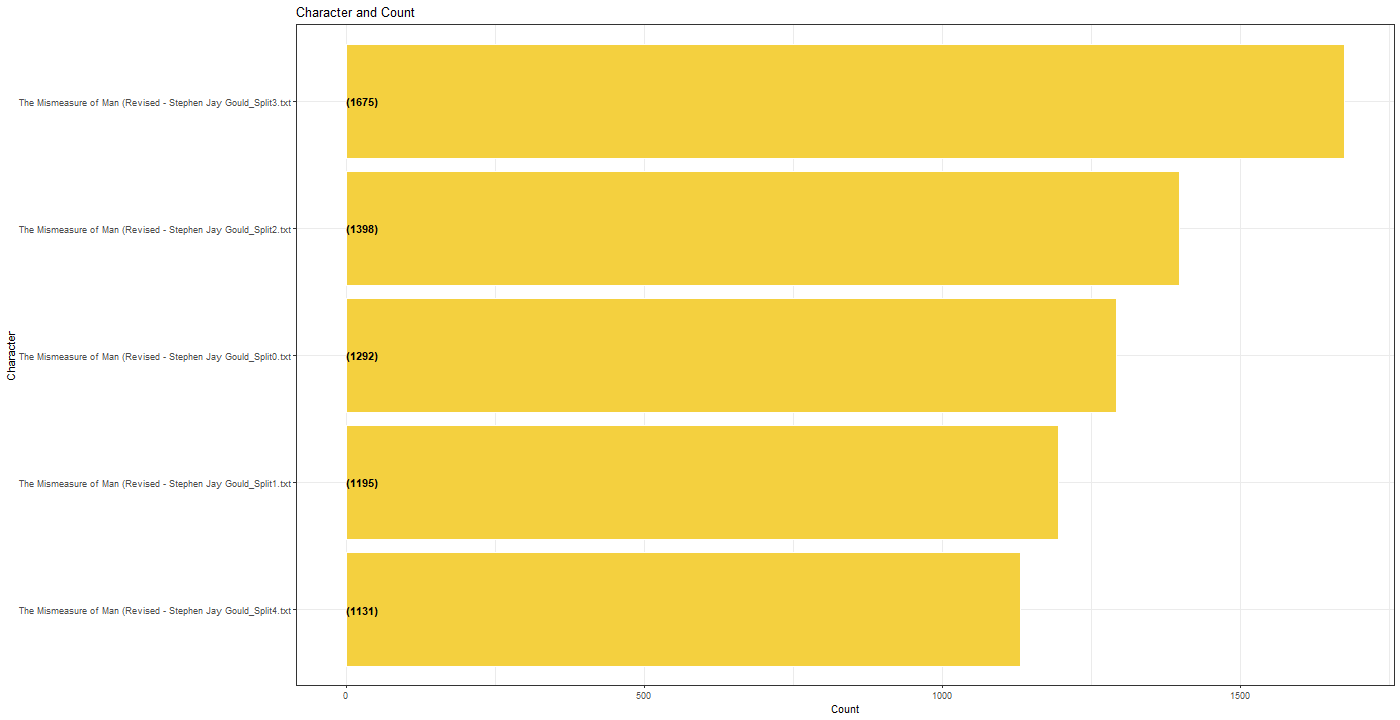 Character and Count
The Mismeasure of Man (Revised - Stephen Jay Gould_Split3.txt
(1675)
The Mismeasure of Man (Revised - Stephen Jay Gould_Split2.txt
(1398)
The Mismeasure of Man (Revised - Stephen Jay Gould_Split0.txt
(1292)
The Mismeasure of Man (Revised - Stephen Jay Gould_Split1.txt
(1195)
The Mismeasure of Man (Revised - Stephen Jay Gould_Split4.txt
(1131)
Character
0 500 1000 1500
Count